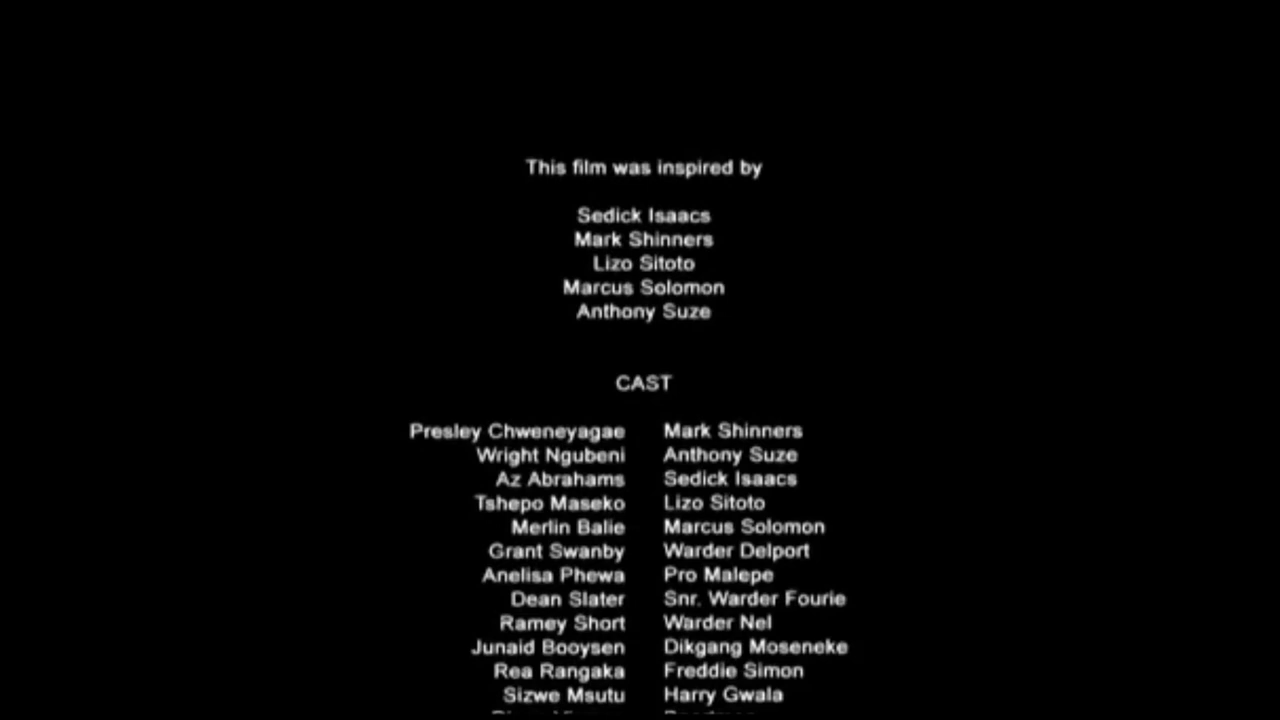 This film was inspired by
Sedick Isaacs
Mark Shinners
Lizo Sitoto
Marcus Solomon
Anthony Suze
CAST
Presley Chweneyagae Mark Shinners
Wright Ngubeni Anthony Suze
Az Abrahams Sedick Isaacs
Tshepo Maseko Lizo Sitoto
Merlin Balie Marcus Solomon
Grant Swanby Warder Delport
Anelisa Phewa Pro Malepe
Dean Slater Snr. Warder Fourie
Ramey Short Warder Nel
Junaid Booysen Dikgang Moseneke
Rea Rangaka Freddie Simon
Sizwe Msutu Harry Gwala